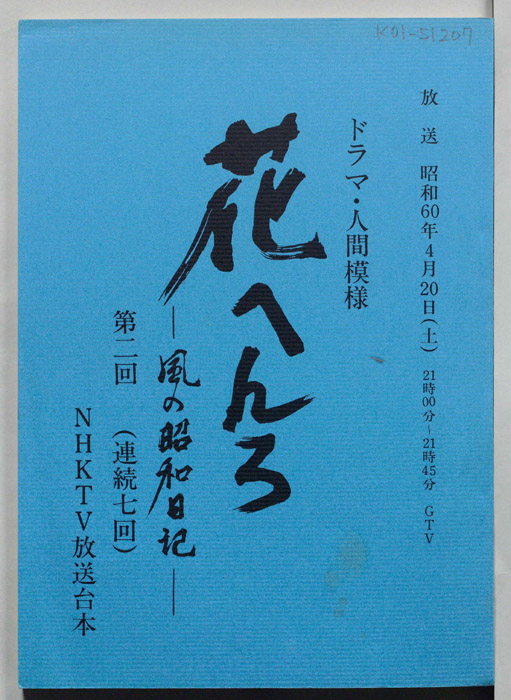 K01-51207
放送 昭和60年4月20日(土) 21時00分~21時45分 GTV
ドラマ・人間模様
花へんろ
―風の昭和日記―
第二回 (連続七回)
NHKTV放送台本